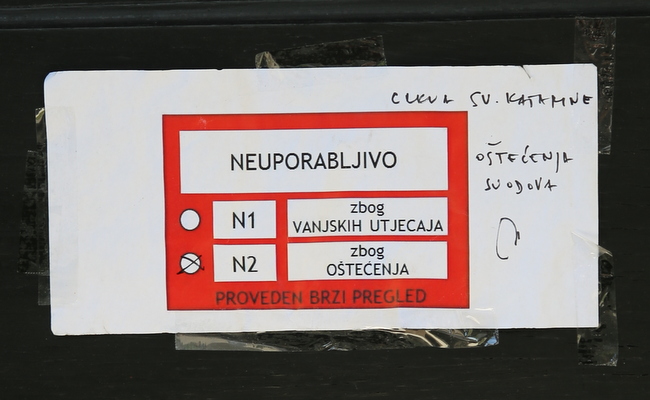 CRKVA SV. KATARINE
OŠTEĆENJA
SVODOVA
NEUPORABLJIVO
N1
zbog
VANJSKIH UTJECAJA
N2
zbog
OŠTEĆENJA
PROVEDEN BRZI PREGLED